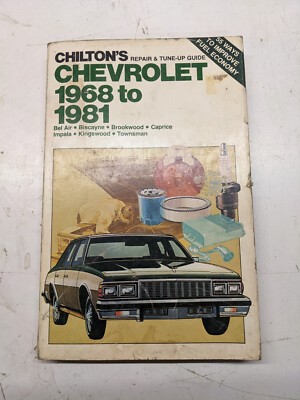 CHILTON'S REPAIR & TUNE-UP GUIDE
CHEVROLET
1968 to
1981
Bel Air • Biscayne • Brookwood • Caprice
Impala • Kingswood • Townsman
58 WAYS
TO IMPROVE
FUEL ECONOMY